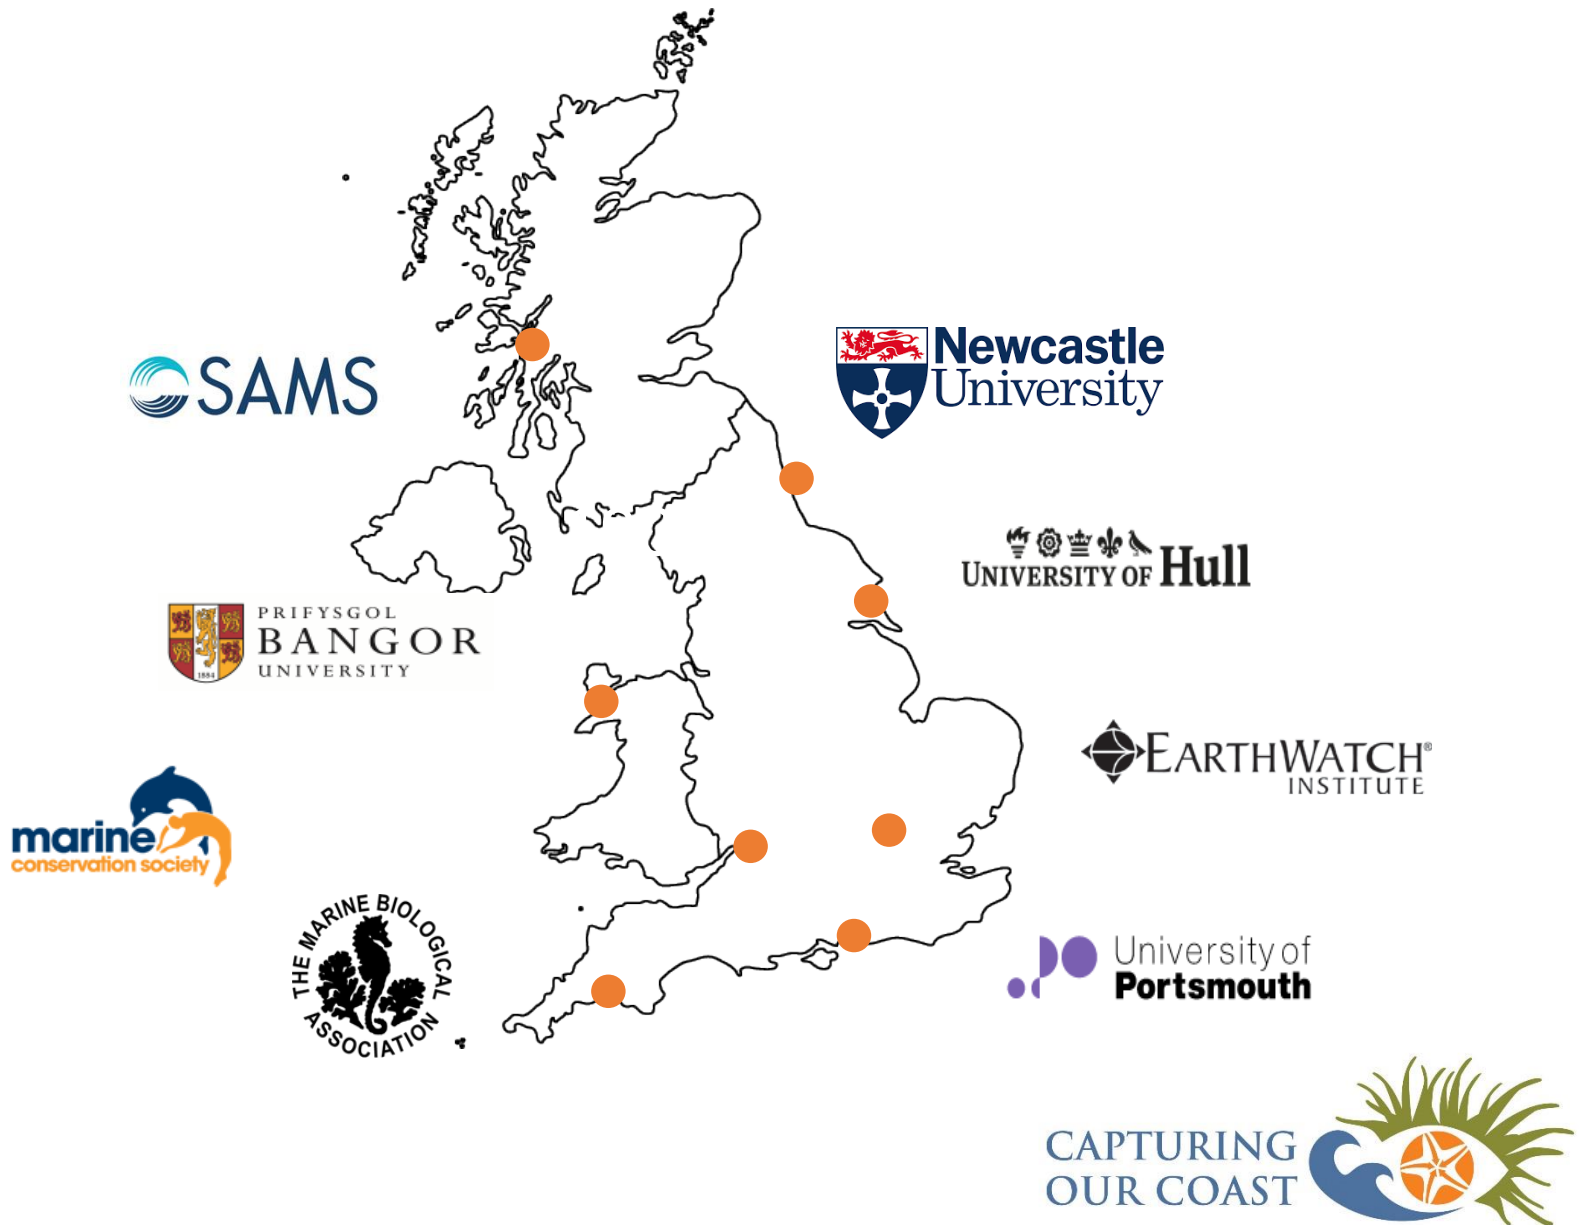 SAMS
Newcastle
University
UNIVERSITY OF Hull
PRIFYSGOL
BANGOR
UNIVERSITY
1884
EARTHWATCH®
INSTITUTE
marine
conservation society
THE MARINE BIOLOGICAL
ASSOCIATION
University of
Portsmouth
CAPTURING
OUR COAST